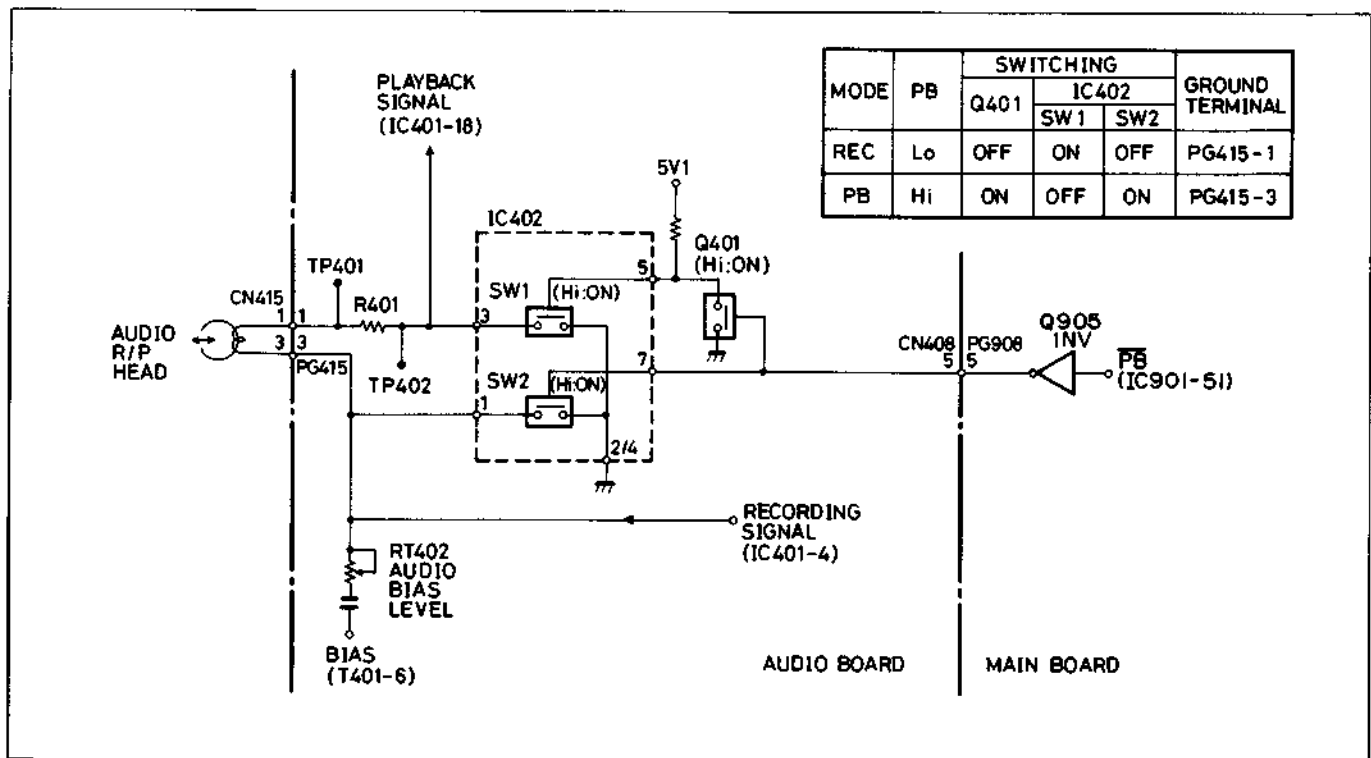 MODE PB SWITCHING GROUND TERMINAL
Q401 IC402
SW1 SW2
REC Lo OFF ON OFF PG415-1
PB Hi ON OFF ON PG415-3
PLAYBACK
SIGNAL
(IC401-18)
5V1
IC402
Q401
(Hi:ON)
TP401
5
CN415
R401
SW1
(Hi:ON)
1 1
3
AUDIO
R/P
HEAD
3 3
PG415
TP402
SW2
(Hi:ON)
7
1
2/4
CN408 PG908
5 5
Q905
INV
PB
(IC901-51)
RECORDING
SIGNAL
(IC401-4)
RT402
AUDIO
BIAS
LEVEL
BIAS
(T401-6)
AUDIO BOARD
MAIN BOARD